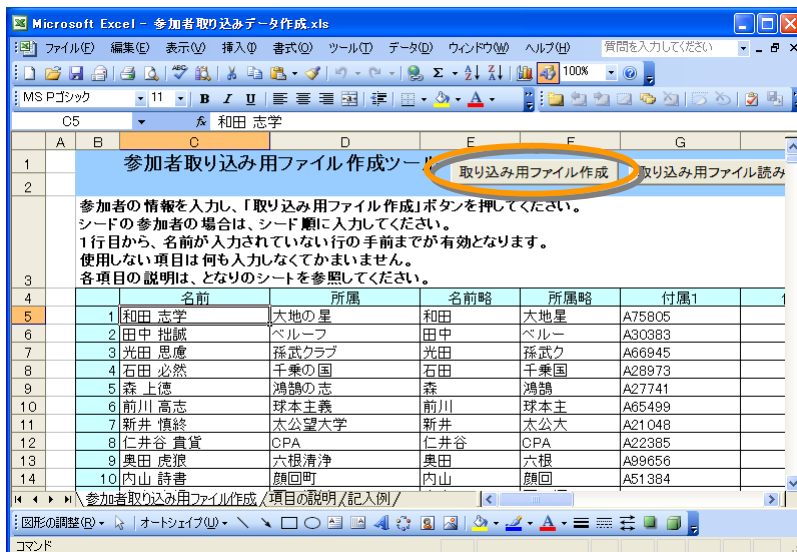 Microsoft Excel - 参加者取り込みデータ作成.xls
ファイル(F) 編集(E) 表示(V) 挿入(I) 書式(O) ツール(T) データ(D) ウィンドウ(W) ヘルプ(H) 質問を入力してください
100%
MS Pゴシック 11 B I U
C5 fx 和田 志学
A B C D E F G
1 参加者取り込み用ファイル作成ツール 取り込み用ファイル作成 取り込み用ファイル読み
2
参加者の情報を入力し、「取り込み用ファイル作成」ボタンを押してください。
シードの参加者の場合は、シード順に入力してください。
1行目から、名前が入力されていない行の手前までが有効となります。
使用しない項目は何も入力しなくてかまいません。
3 各項目の説明は、となりのシートを参照してください。
4 名前 所属 名前略 所属略 付属1
5 1 和田 志学 大地の星 和田 大地星 A75805
6 2 田中 拙誠 ベルーフ 田中 ベルー A30383
7 3 光田 思慮 孫武クラブ 光田 孫武ク A66945
8 4 石田 必然 千乗の国 石田 千乗国 A28973
9 5 森 上徳 鴻鵠の志 森 鴻鵠 A27741
10 6 前川 高志 球本主義 前川 球本主 A65499
11 7 新井 慎終 太公望大学 新井 太公大 A21048
12 8 仁井谷 貴貨 CPA 仁井谷 CPA A22385
13 9 奥田 虎狼 六根清浄 奥田 六根 A99656
14 10 内山 詩書 顔回町 内山 顔回 A51384
参加者取り込み用ファイル作成 / 項目の説明 / 記入例 /
図形の調整(R) オートシェイプ(U)
コマンド